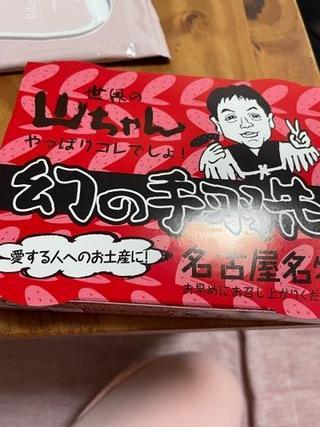 世界の
山ちゃん
やっぱりコレでしょ!
幻の手羽先
愛する人へのお土産に!
名古屋名
お早めにお召し上がりくだ